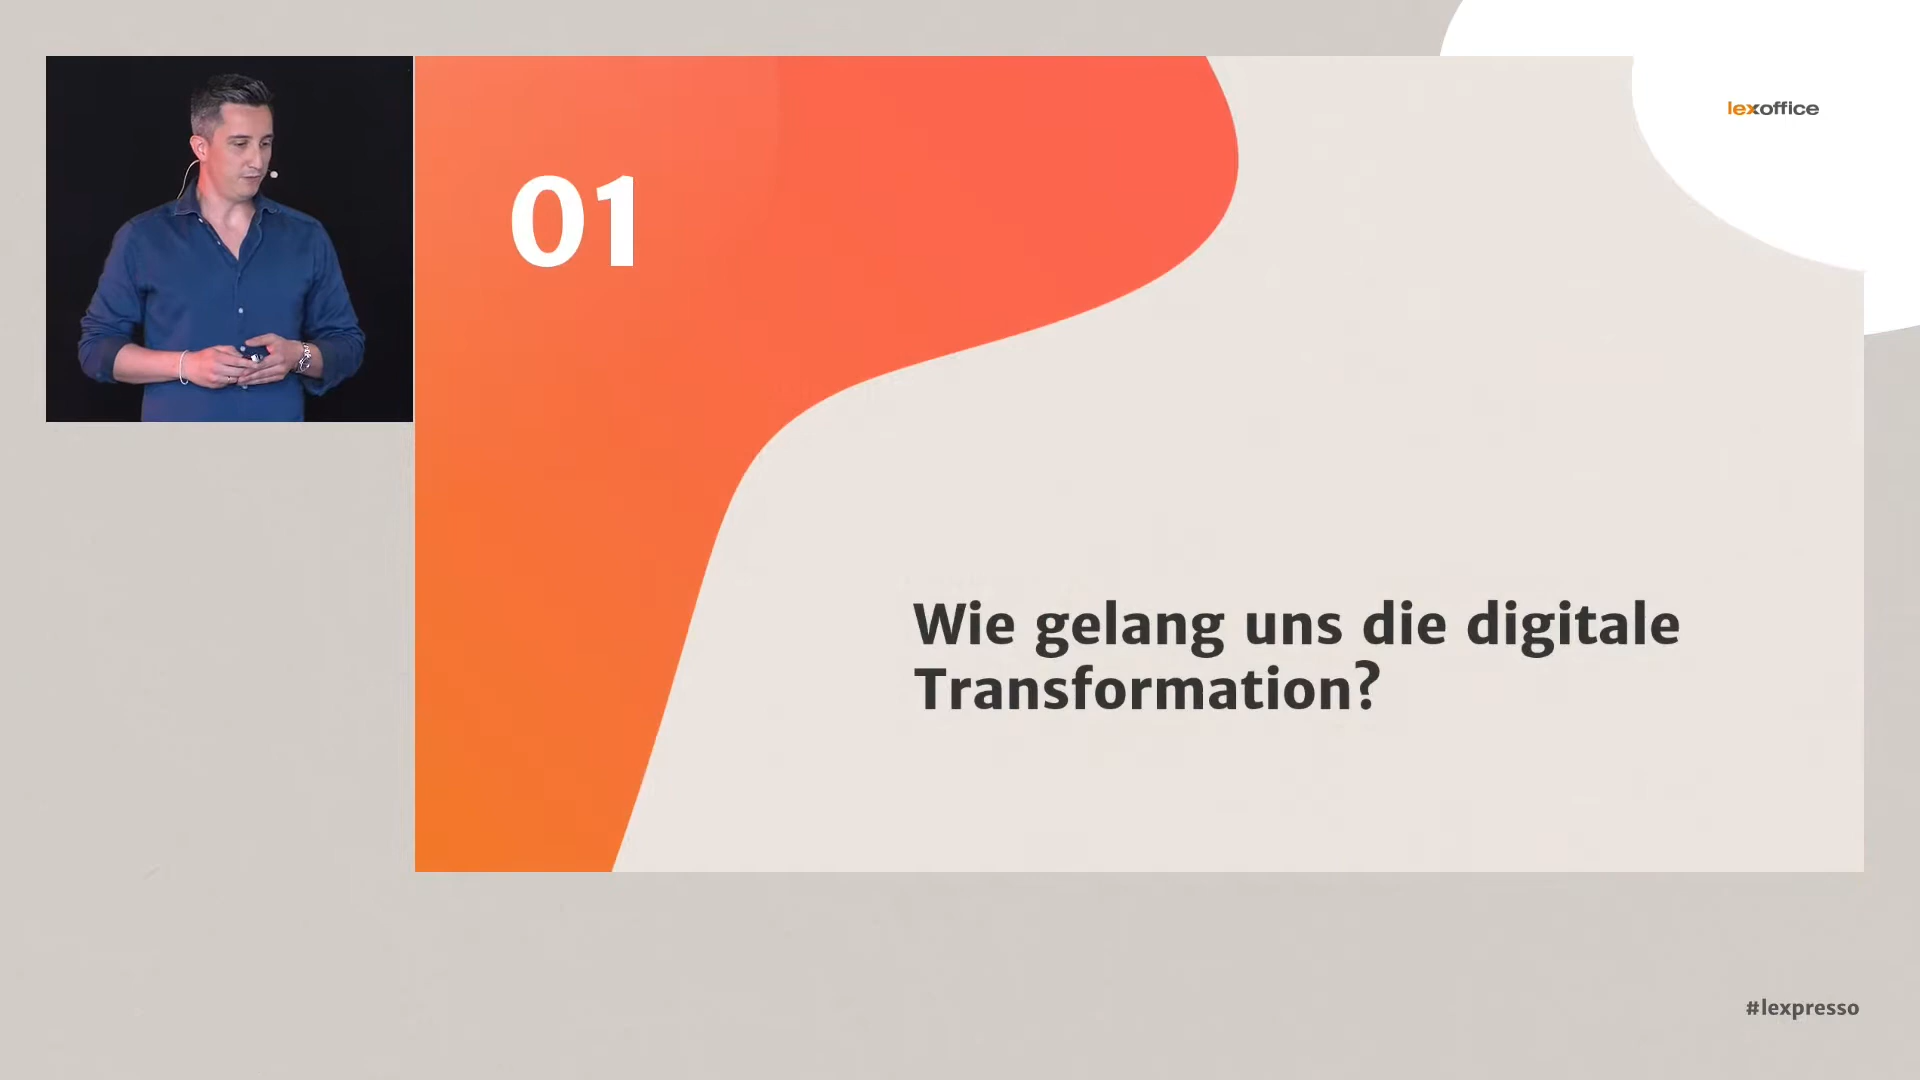 01
lexoffice
Wie gelang uns die digitale
Transformation?
#lexpresso